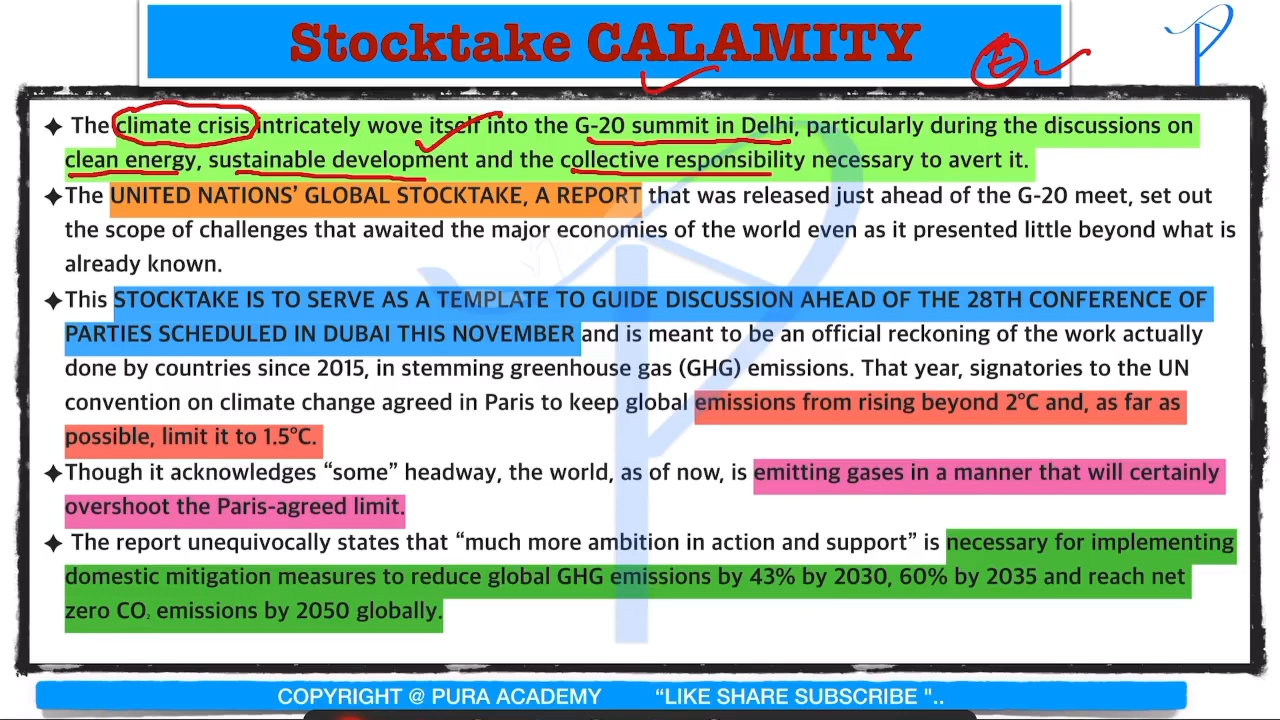 Stocktake CALAMITY
E
The climate crisis intricately wove itself into the G-20 summit in Delhi, particularly during the discussions on
clean energy, sustainable development and the collective responsibility necessary to avert it.
The UNITED NATIONS’ GLOBAL STOCKTAKE, A REPORT that was released just ahead of the G-20 meet, set out
the scope of challenges that awaited the major economies of the world even as it presented little beyond what is
already known.
This STOCKTAKE IS TO SERVE AS A TEMPLATE TO GUIDE DISCUSSION AHEAD OF THE 28TH CONFERENCE OF
PARTIES SCHEDULED IN DUBAI THIS NOVEMBER and is meant to be an official reckoning of the work actually
done by countries since 2015, in stemming greenhouse gas (GHG) emissions. That year, signatories to the UN
convention on climate change agreed in Paris to keep global emissions from rising beyond 2°C and, as far as
possible, limit it to 1.5°C.
Though it acknowledges “some” headway, the world, as of now, is emitting gases in a manner that will certainly
overshoot the Paris-agreed limit.
The report unequivocally states that “much more ambition in action and support” is necessary for implementing
domestic mitigation measures to reduce global GHG emissions by 43% by 2030, 60% by 2035 and reach net
zero CO₂ emissions by 2050 globally.
COPYRIGHT @ PURA ACADEMY “LIKE SHARE SUBSCRIBE "..